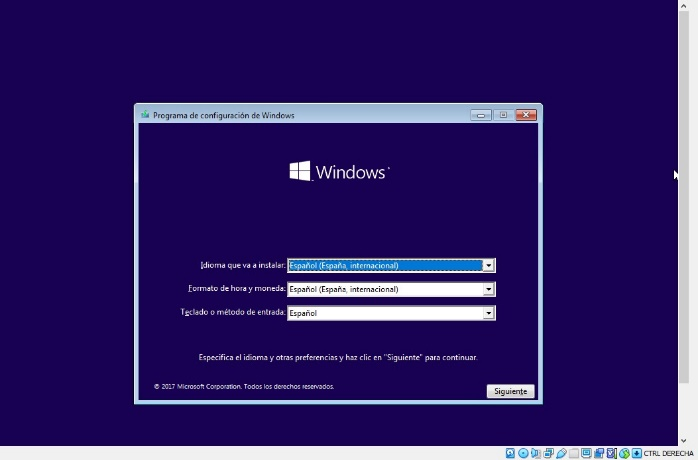 Programa de configuración de Windows
Windows
Idioma que va a instalar: Español (España, internacional)
Formato de hora y moneda: Español (España, internacional)
Teclado o método de entrada: Español
Especifica el idioma y otras preferencias y haz clic en "Siguiente" para continuar.
© 2017 Microsoft Corporation. Todos los derechos reservados.
Siguiente
CTRL DERECHA